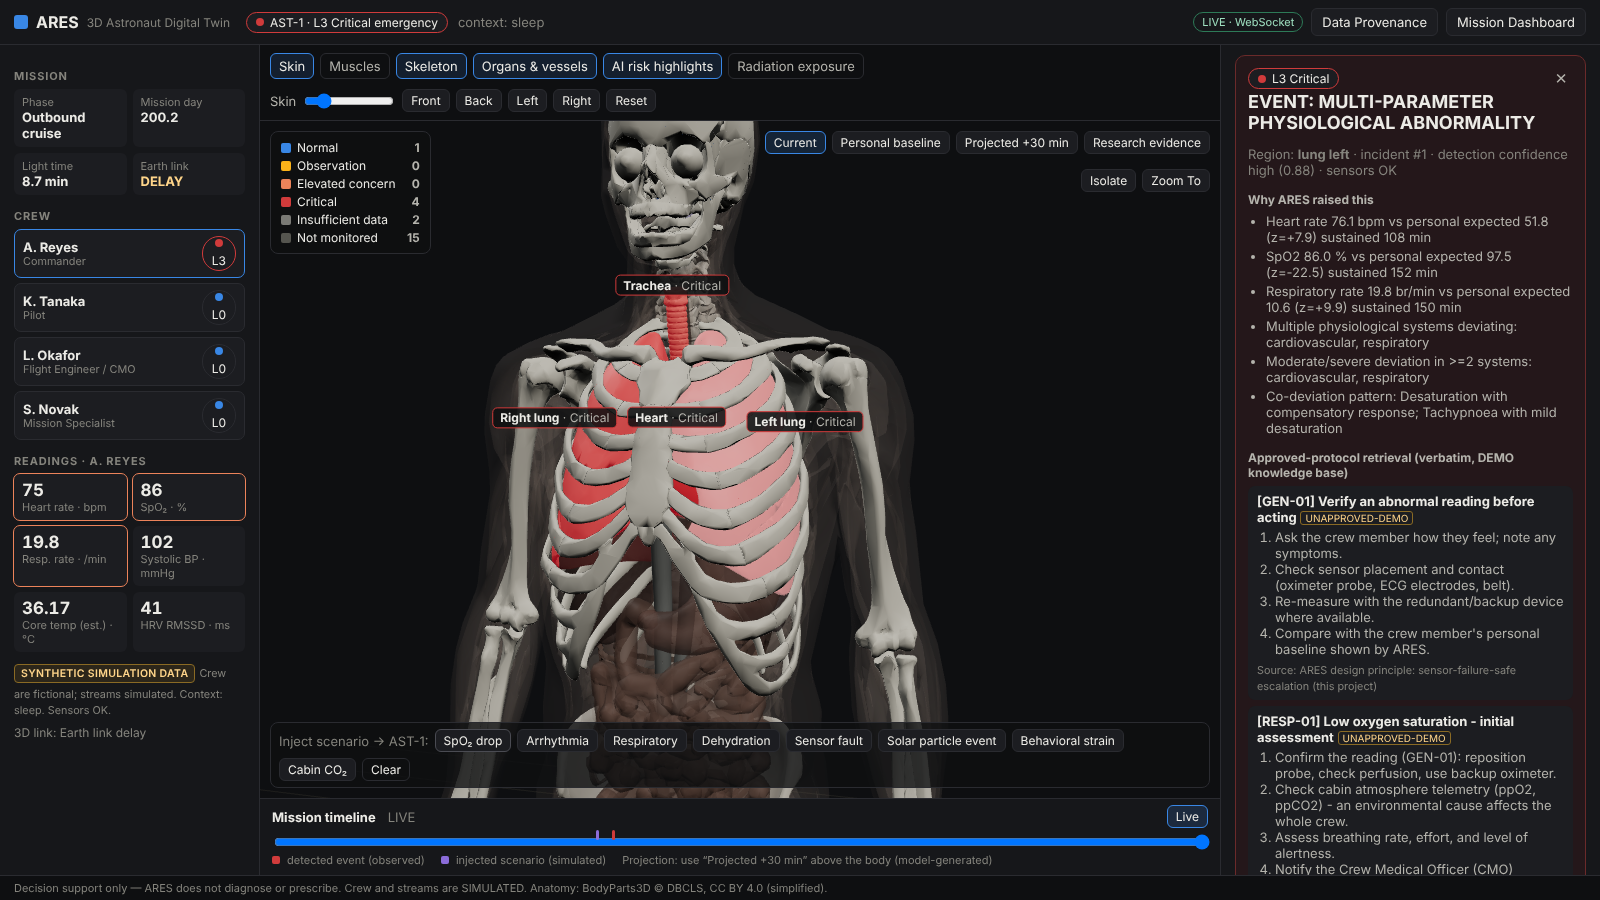 ARES 3D Astronaut Digital Twin AST-1 · L3 Critical emergency context: sleep
LIVE · WebSocket Data Provenance Mission Dashboard
MISSION
Phase
Outbound
cruise
Mission day
200.2
Light time
8.7 min
Earth link
DELAY
CREW
A. Reyes
Commander
L3
K. Tanaka
Pilot
L0
L. Okafor
Flight Engineer / CMO
L0
S. Novak
Mission Specialist
L0
READINGS · A. REYES
75
Heart rate · bpm
86
SpO₂ · %
19.8
Resp. rate · /min
102
Systolic BP ·
mmHg
36.17
Core temp (est.) ·
°C
41
HRV RMSSD · ms
SYNTHETIC SIMULATION DATA Crew
are fictional; streams simulated. Context:
sleep. Sensors OK.
3D link: Earth link delay
Skin Muscles Skeleton Organs & vessels AI risk highlights Radiation exposure
Skin Front Back Left Right Reset
Normal 1
Observation 0
Elevated concern 0
Critical 4
Insufficient data 2
Not monitored 15
Current Personal baseline Projected +30 min Research evidence
Isolate Zoom To
Trachea · Critical
Right lung · Critical
Heart · Critical
Left lung · Critical
Inject scenario → AST-1: SpO₂ drop Arrhythmia Respiratory Dehydration Sensor fault Solar particle event Behavioral strain
Cabin CO₂ Clear
Mission timeline LIVE
Live
detected event (observed) injected scenario (simulated) Projection: use “Projected +30 min” above the body (model-generated)
L3 Critical ×
EVENT: MULTI-PARAMETER
PHYSIOLOGICAL ABNORMALITY
Region: lung left · incident #1 · detection confidence
high (0.88) · sensors OK
Why ARES raised this
• Heart rate 76.1 bpm vs personal expected 51.8
(z=+7.9) sustained 108 min
• SpO2 86.0 % vs personal expected 97.5
(z=-22.5) sustained 152 min
• Respiratory rate 19.8 br/min vs personal expected
10.6 (z=+9.9) sustained 150 min
• Multiple physiological systems deviating:
cardiovascular, respiratory
• Moderate/severe deviation in >=2 systems:
cardiovascular, respiratory
• Co-deviation pattern: Desaturation with
compensatory response; Tachypnoea with mild
desaturation
Approved-protocol retrieval (verbatim, DEMO
knowledge base)
[GEN-01] Verify an abnormal reading before
acting UNAPPROVED-DEMO
1. Ask the crew member how they feel; note any
symptoms.
2. Check sensor placement and contact
(oximeter probe, ECG electrodes, belt).
3. Re-measure with the redundant/backup device
where available.
4. Compare with the crew member's personal
baseline shown by ARES.
Source: ARES design principle: sensor-failure-safe
escalation (this project)
[RESP-01] Low oxygen saturation - initial
assessment UNAPPROVED-DEMO
1. Confirm the reading (GEN-01): reposition
probe, check perfusion, use backup oximeter.
2. Check cabin atmosphere telemetry (ppO2,
ppCO2) - an environmental cause affects the
whole crew.
3. Assess breathing rate, effort, and level of
alertness.
4. Notify the Crew Medical Officer (CMO)
Decision support only — ARES does not diagnose or prescribe. Crew and streams are SIMULATED. Anatomy: BodyParts3D © DBCLS, CC BY 4.0 (simplified).